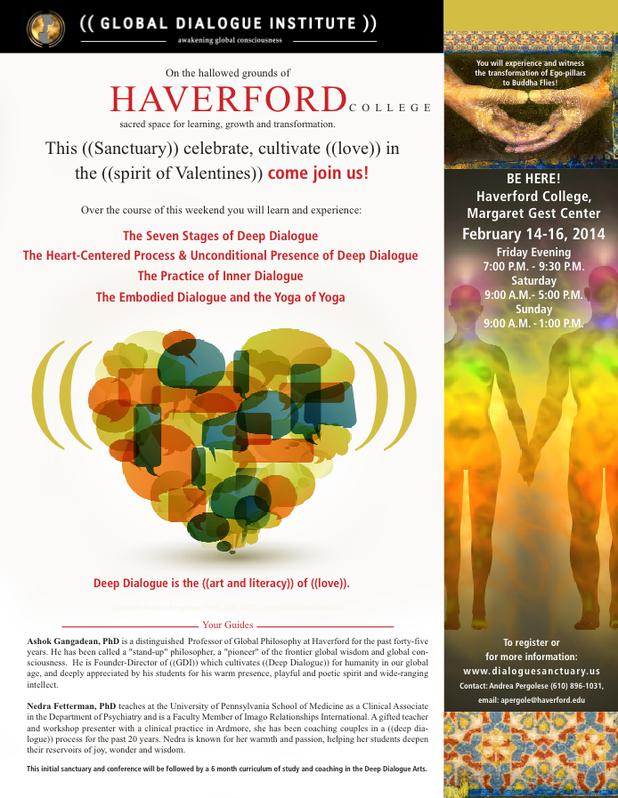 (( GLOBAL DIALOGUE INSTITUTE ))
awakening global consciousness
On the hallowed grounds of
HAVERFORD COLLEGE
sacred space for learning, growth and transformation.
This ((Sanctuary)) celebrate, cultivate ((love)) in
the ((spirit of Valentines)) come join us!
Over the course of this weekend you will learn and experience:
The Seven Stages of Deep Dialogue
The Heart-Centered Process & Unconditional Presence of Deep Dialogue
The Practice of Inner Dialogue
The Embodied Dialogue and the Yoga of Yoga
(( ))
Deep Dialogue is the ((art and literacy)) of ((love)).
Your Guides
Ashok Gangadean, PhD is a distinguished Professor of Global Philosophy at Haverford for the past forty-five
years. He has been called a "stand-up" philosopher, a "pioneer" of the frontier global wisdom and global con-
sciousness. He is Founder-Director of ((GDI)) which cultivates ((Deep Dialogue)) for humanity in our global
age, and deeply appreciated by his students for his warm presence, playful and poetic spirit and wide-ranging
intellect.
Nedra Fetterman, PhD teaches at the University of Pennsylvania School of Medicine as a Clinical Associate
in the Department of Psychiatry and is a Faculty Member of Imago Relationships International. A gifted teacher
and workshop presenter with a clinical practice in Ardmore, she has been coaching couples in a ((deep dia-
logue)) process for the past 20 years. Nedra is known for her warmth and passion, helping her students deepen
their reservoirs of joy, wonder and wisdom.
This initial sanctuary and conference will be followed by a 6 month curriculum of study and coaching in the Deep Dialogue Arts.
You will experience and witness
the transformation of Ego-pillars
to Buddha Flies!
BE HERE!
Haverford College,
Margaret Gest Center
February 14-16, 2014
Friday Evening
7:00 P.M. - 9:30 P.M.
Saturday
9:00 A.M.- 5:00 P.M.
Sunday
9:00 A.M. - 1:00 P.M.
To register or
for more information:
www.dialoguesanctuary.us
Contact: Andrea Pergolese (610) 896-1031,
email: apergole@haverford.edu